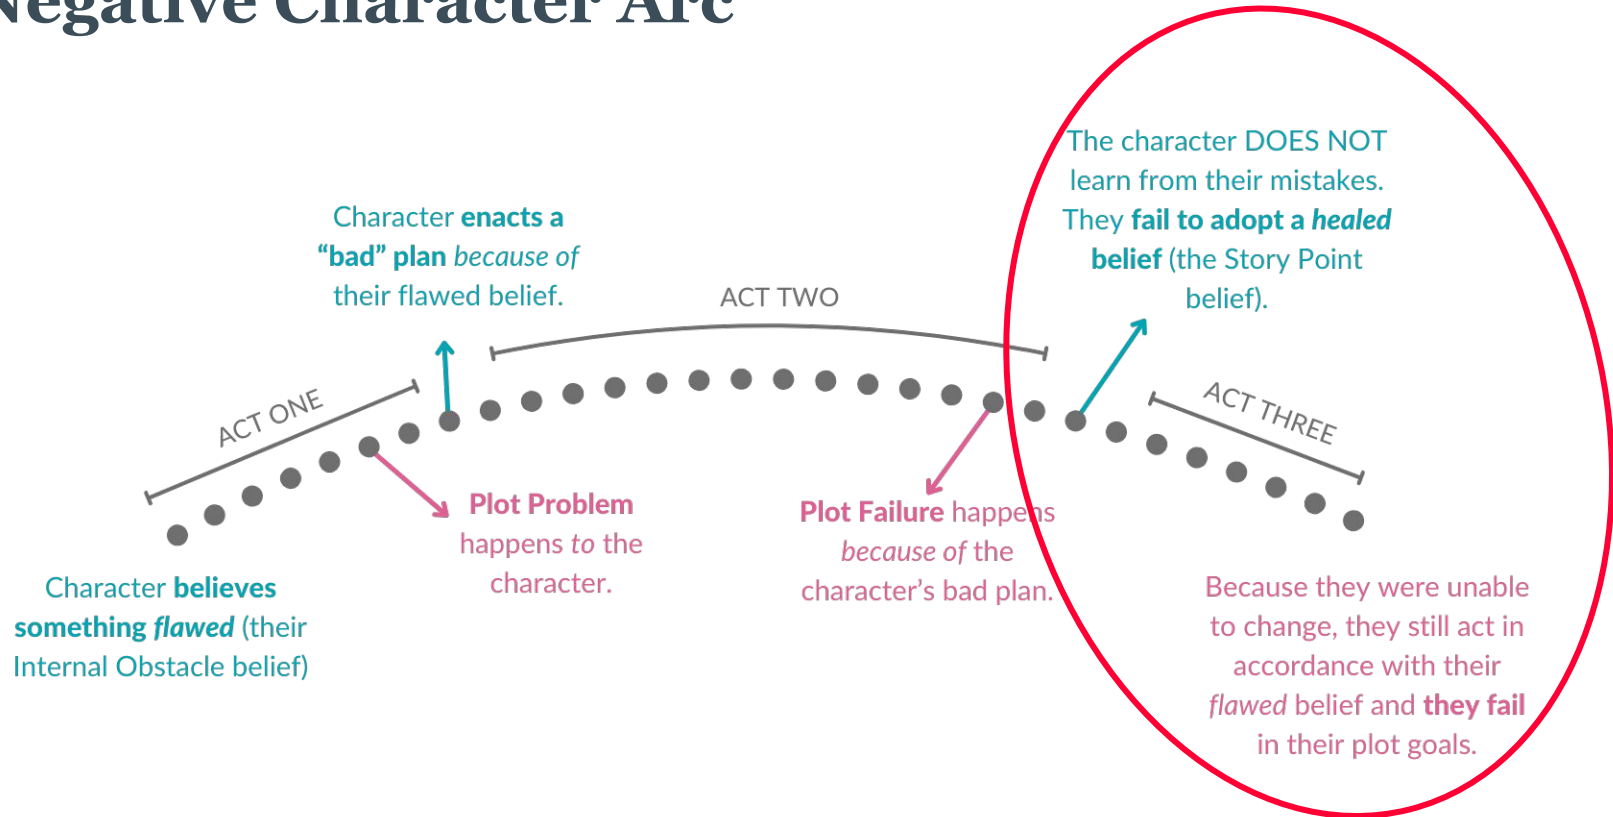 Negative Character Arc
The character DOES NOT
learn from their mistakes.
They fail to adopt a healed
belief (the Story Point
belief).
Character enacts a
“bad” plan because of
their flawed belief.
ACT TWO
ACT ONE
ACT THREE
Plot Problem
happens to the
character.
Plot Failure happens
because of the
character’s bad plan.
Character believes
something flawed (their
Internal Obstacle belief)
Because they were unable
to change, they still act in
accordance with their
flawed belief and they fail
in their plot goals.